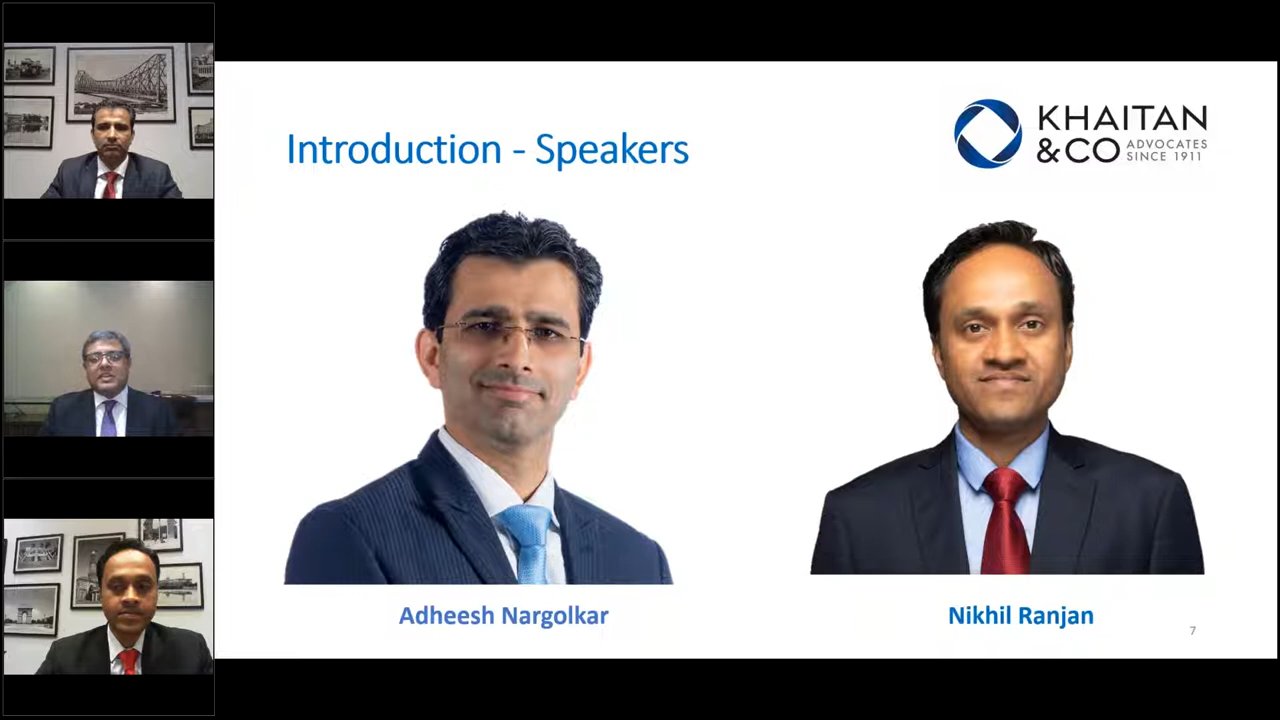 Introduction - Speakers
KHAITAN
& CO ADVOCATES
SINCE 1911
Adheesh Nargolkar
Nikhil Ranjan
7